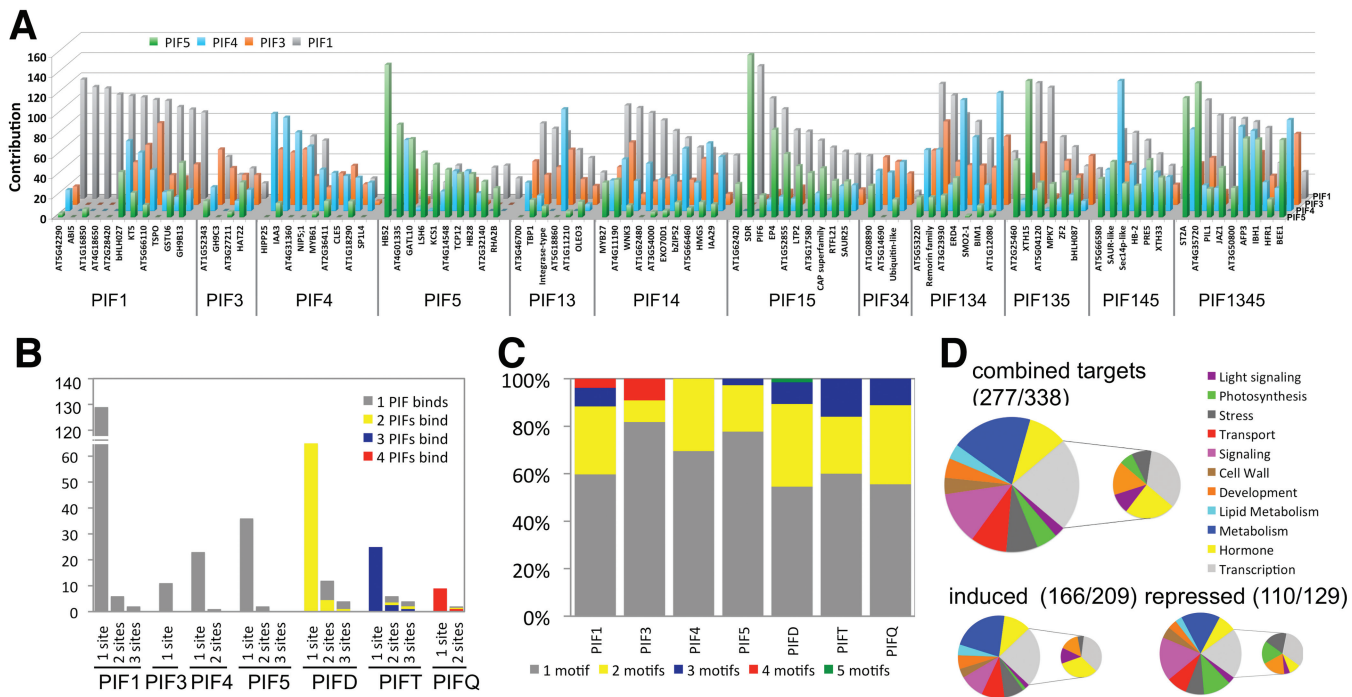 A
PIF5 PIF4 PIF3 PIF1
Contribution
160
140
120
100
80
60
40
20
0
PIF1
PIF3
PIF4
PIF5
AT5G42290
ABI5
AT1G16850
AT4G18650
AT2G28420
bHLH027
KT5
AT5G66110
TSPO
GSTU6
GH9B13
AT1G52343
GH9C3
AT3G27211
HAT22
HIPP25
IAA3
AT4G31360
NIP5;1
MYB61
AT2G36411
CLE5
AT1G18290
SP1L4
HB52
AT4G01335
GATL10
LSH6
KCS5
AT4G14548
TCP12
HB28
AT2G32140
RHA2B
AT3G46700
TBP1
Integrase-type
AT5G18860
AT1G11210
OLEO3
MYB27
AT4G11190
WNK3
AT1G62480
AT3G54000
EXO70D1
bZIP52
AT5G64460
HMG5
IAA29
AT1G62420
SDR
PIF6
EP4
AT1G52855
LTP2
AT3G17580
CAP superfamily
RTFL21
SAUR25
AT1G08890
AT5G14690
Ubiquitin-like
AT5G53220
Remorin family
AT3G23930
ERD4
SMO2/1
BIM1
AT1G12080
AT2G25460
XTH15
AT5G04120
MPK7
ZF2
bHLH087
AT5G66580
SAUR-like
Sec14p-like
HB2
PRE5
XTH33
ST2A
AT4G35720
PIL1
JAZ1
AT3G50800
AFP3
IBH1
HFR1
BEE1
PIF1 PIF3 PIF4 PIF5 PIF13 PIF14 PIF15 PIF34 PIF134 PIF135 PIF145 PIF1345
B
140
130
120
60
50
40
30
20
10
0
1 PIF binds
2 PIFs bind
3 PIFs bind
4 PIFs bind
1 site
2 sites
3 sites
1 site
1 site
2 sites
1 site
2 sites
1 site
2 sites
3 sites
1 site
2 sites
3 sites
1 site
2 sites
PIF1 PIF3 PIF4 PIF5 PIFD PIFT PIFQ
C
100%
80%
60%
40%
20%
0%
PIF1
PIF3
PIF4
PIF5
PIFD
PIFT
PIFQ
1 motif 2 motifs 3 motifs 4 motifs 5 motifs
D
combined targets
(277/338)
Light signaling
Photosynthesis
Stress
Transport
Signaling
Cell Wall
Development
Lipid Metabolism
Metabolism
Hormone
Transcription
induced (166/209) repressed (110/129)